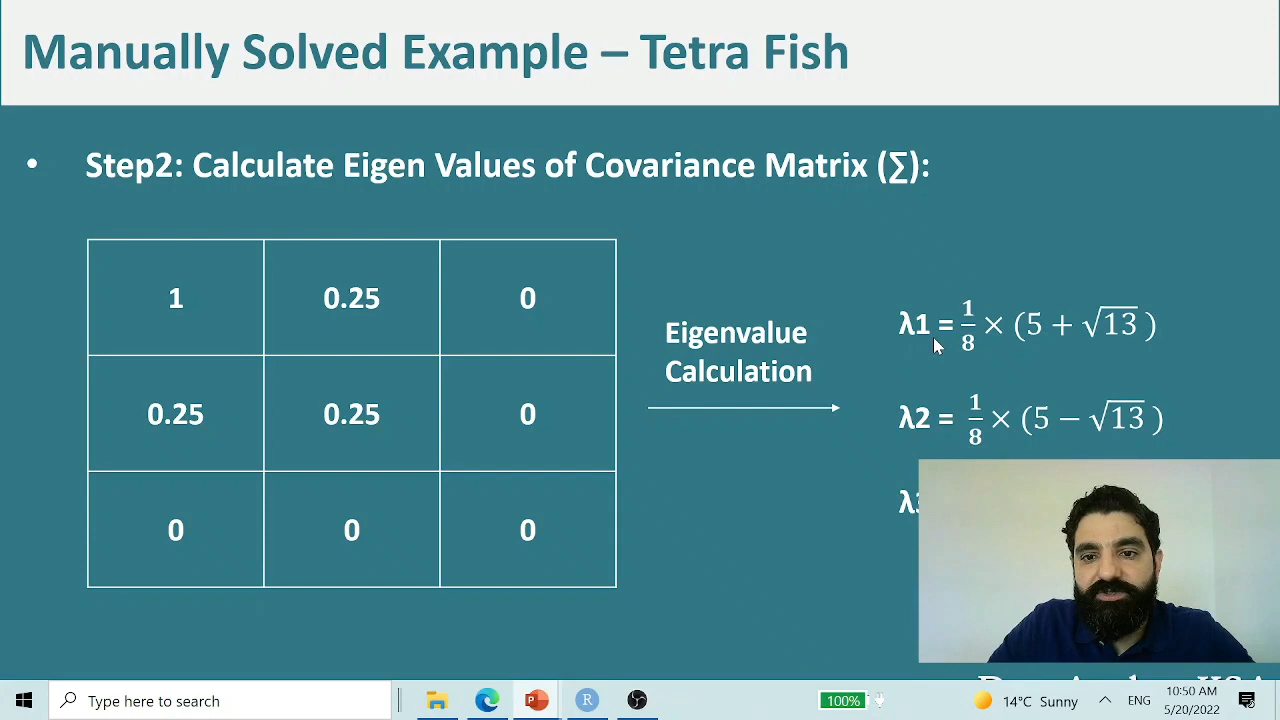 Manually Solved Example – Tetra Fish
• Step2: Calculate Eigen Values of Covariance Matrix (∑):
1 0.25 0
0.25 0.25 0
0 0 0
Eigenvalue
Calculation
λ1 = 1/8 × (5 + √13 )
λ2 = 1/8 × (5 − √13 )
Type here to search
R
100%
14°C Sunny
ENG
10:50 AM
5/20/2022